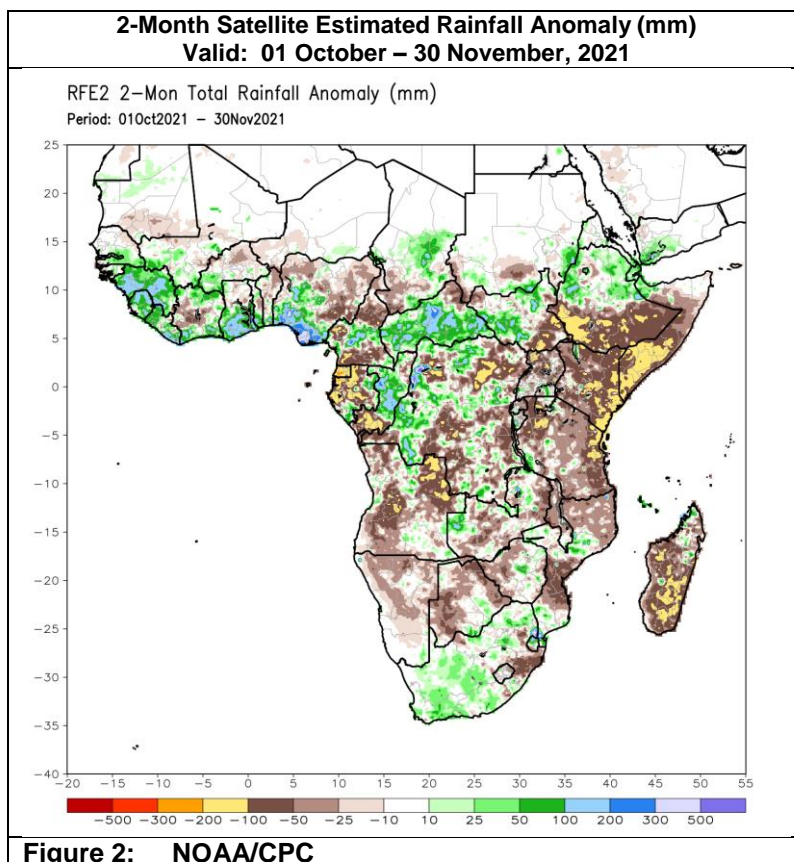 2-Month Satellite Estimated Rainfall Anomaly (mm)
Valid: 01 October – 30 November, 2021
RFE2 2-Mon Total Rainfall Anomaly (mm)
Period: 01Oct2021 – 30Nov2021
25
20
15
10
5
0
-5
-10
-15
-20
-25
-30
-35
-40
-20 -15 -10 -5 0 5 10 15 20 25 30 35 40 45 50 55
-500 -300 -200 -100 -50 -25 -10 10 25 50 100 200 300 500
Figure 2: NOAA/CPC